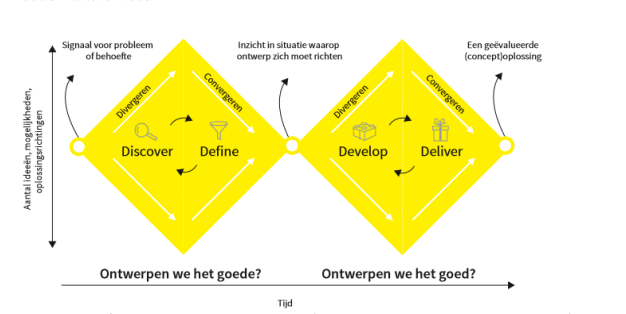 Signaal voor probleem
of behoefte
Inzicht in situatie waarop
ontwerp zich moet richten
Een geëvalueerde
(concept)oplossing
Aantal ideeën, mogelijkheden,
oplossingsrichtingen
Divergeren
Convergeren
Divergeren
Convergeren
Discover
Define
Develop
Deliver
Ontwerpen we het goede?
Ontwerpen we het goed?
Tijd